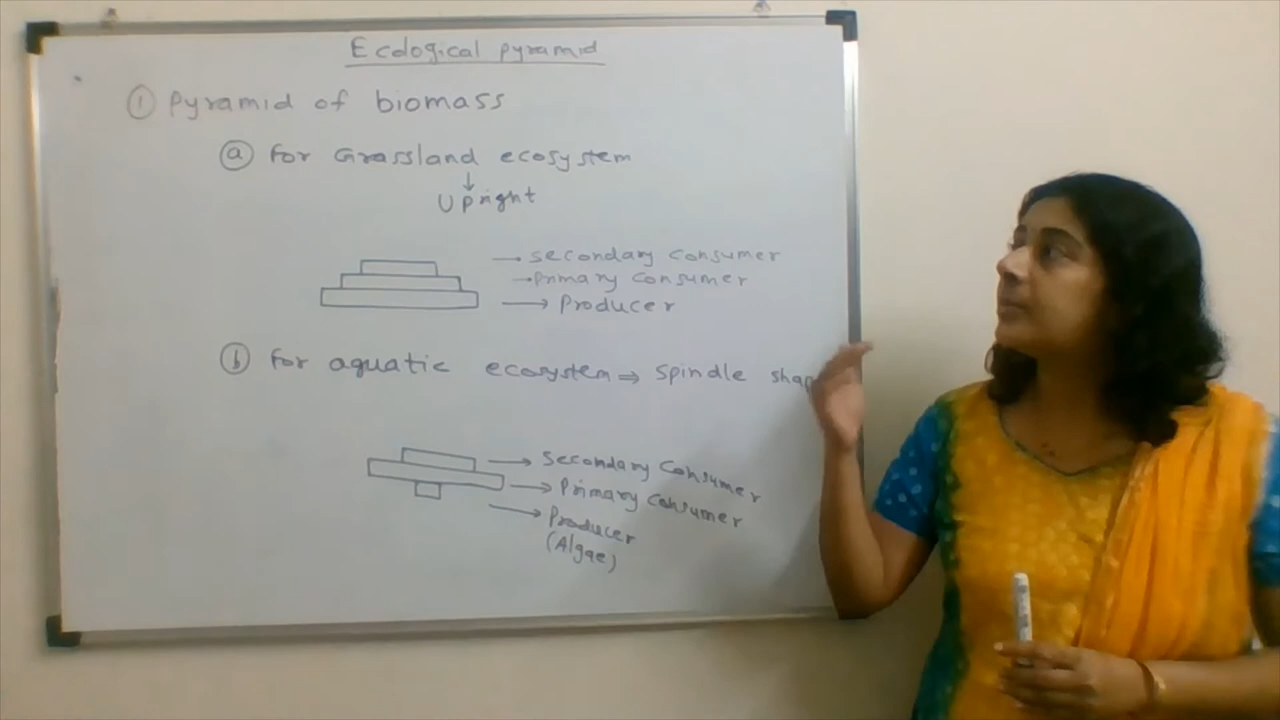 Ecological pyramid
① Pyramid of biomass
ⓐ For Grassland ecosystem
↓
Upright
→ Secondary Consumer
→ Primary Consumer
→ Producer
ⓑ For aquatic ecosystem ⇒ Spindle shap
→ Secondary Consumer
→ Primary Consumer
→ Producer
(Algae)